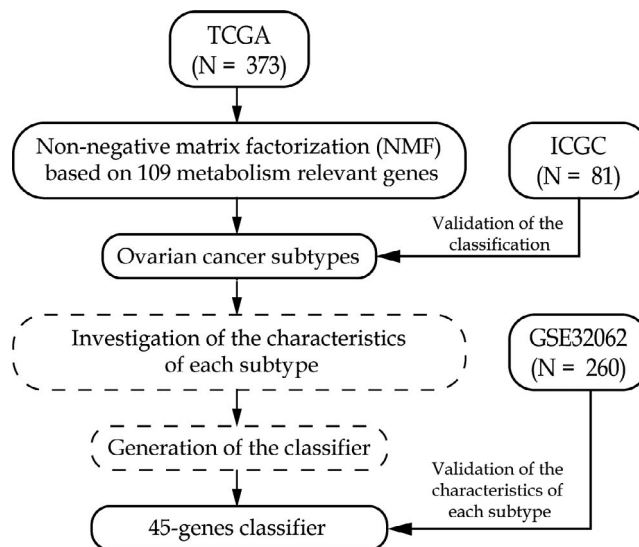 TCGA
(N = 373)
Non-negative matrix factorization (NMF)
based on 109 metabolism relevant genes
ICGC
(N = 81)
Validation of the
classification
Ovarian cancer subtypes
Investigation of the characteristics
of each subtype
GSE32062
(N = 260)
Generation of the classifier
Validation of the
characteristics of
each subtype
45-genes classifier